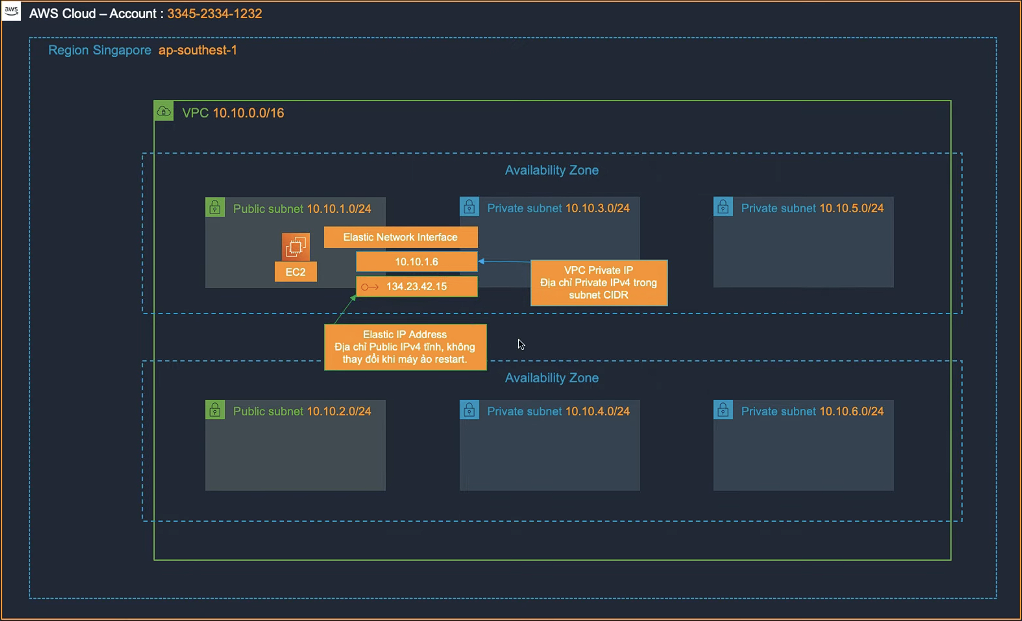 aws
AWS Cloud – Account : 3345-2334-1232
Region Singapore ap-southest-1
VPC 10.10.0.0/16
Availability Zone
Public subnet 10.10.1.0/24
Private subnet 10.10.3.0/24
Private subnet 10.10.5.0/24
Elastic Network Interface
EC2
10.10.1.6
134.23.42.15
VPC Private IP
Địa chỉ Private IPv4 trong
subnet CIDR
Elastic IP Address
Địa chỉ Public IPv4 tĩnh, không
thay đổi khi máy ảo restart.
Availability Zone
Public subnet 10.10.2.0/24
Private subnet 10.10.4.0/24
Private subnet 10.10.6.0/24